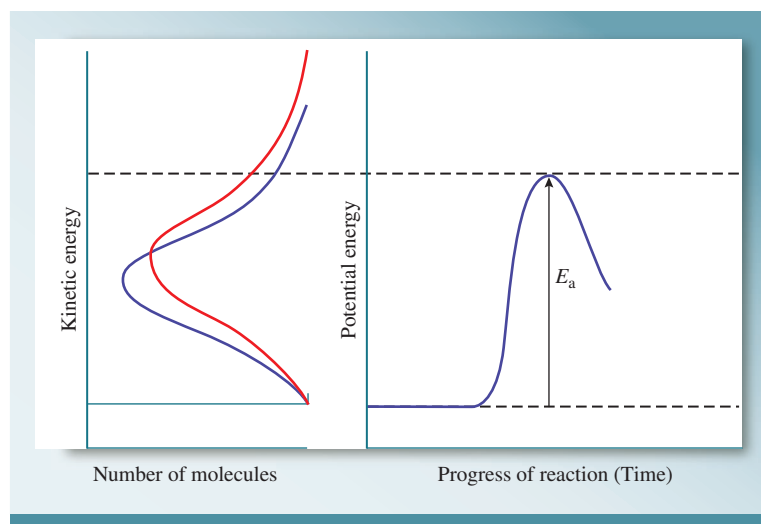 Kinetic energy
Number of molecules
Potential energy
Ea
Progress of reaction (Time)